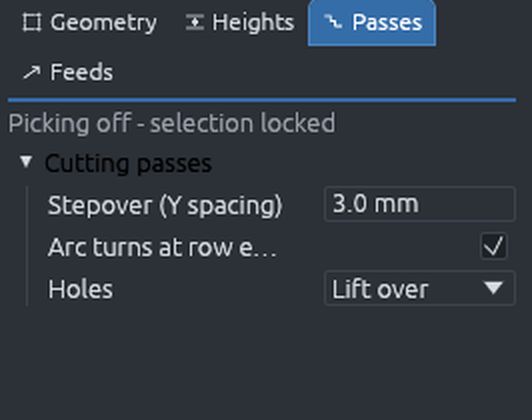 Geometry Heights Passes
Feeds
Picking off - selection locked
Cutting passes
Stepover (Y spacing) 3.0 mm
Arc turns at row e...
Holes Lift over